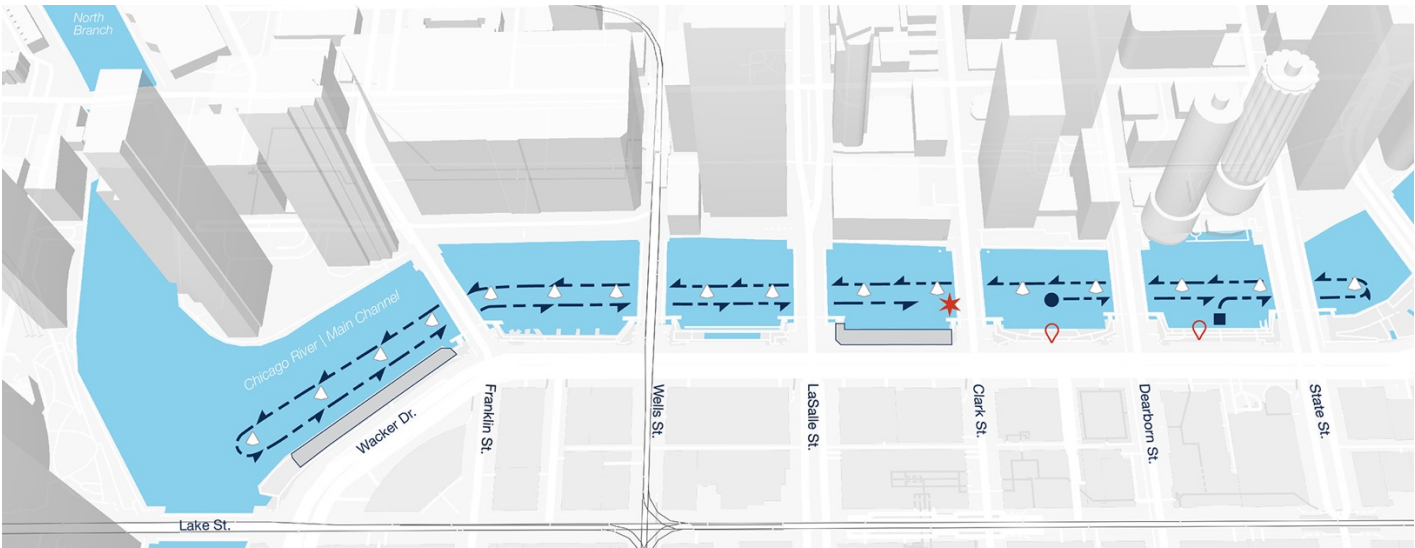 North
Branch
Chicago River | Main Channel
Wacker Dr.
Franklin St.
Wells St.
LaSalle St.
Clark St.
Dearborn St.
State St.
Lake St.